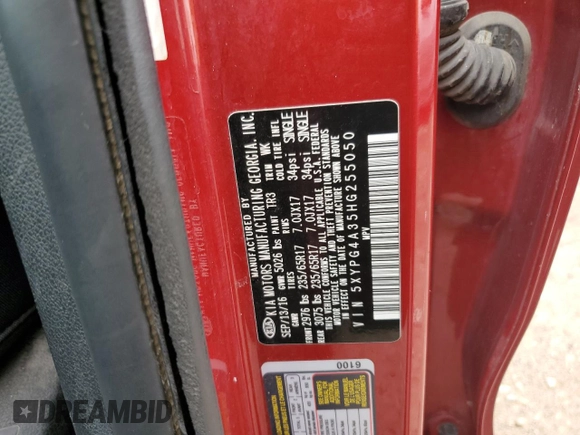 MANUFACTURED BY
KIA KIA MOTORS MANUFACTURING GEORGIA, INC.
SEP/13/16 GVWR 5026 lbs PAINT TR3 TRIM WK
GAWR TIRES RIMS COLD TIRE INFL
FRONT 2976 lbs 235/65R17 7.0JX17 34psi SINGLE
REAR 3075 lbs 235/65R17 7.0JX17 34psi SINGLE
THIS VEHICLE CONFORMS TO ALL APPLICABLE U.S.A. FEDERAL
MOTOR VEHICLE SAFETY AND THEFT PREVENTION STANDARDS
IN EFFECT ON THE DATE OF MANUFACTURE SHOWN ABOVE
VIN 5XYPG4A35HG255050
MPV
6100
DREAMBID